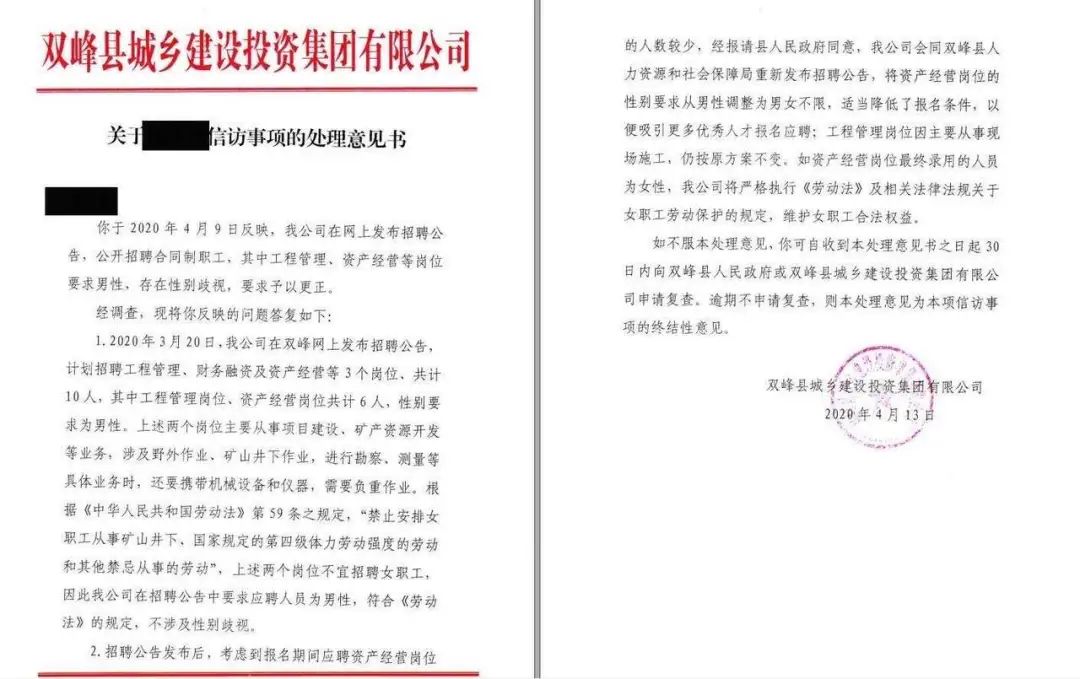 双峰县城乡建设投资集团有限公司
关于
信访事项的处理意见书
你于 2020 年 4 月 9 日反映，我公司在网上发布招聘公
告，公开招聘合同制职工，其中工程管理、资产经营等岗位
要求男性，存在性别歧视，要求予以更正。
经调查，现将你反映的问题答复如下：
1. 2020 年 3 月 20 日，我公司在双峰网上发布招聘公告，
计划招聘工程管理、财务融资及资产经营等 3 个岗位、共计
10 人，其中工程管理岗位、资产经营岗位共计 6 人，性别要
求为男性。上述两个岗位主要从事项目建设、矿产资源开发
等业务，涉及野外作业、矿山井下作业，进行勘察、测量等
具体业务时，还要携带机械设备和仪器，需要负重作业。根
据《中华人民共和国劳动法》第 59 条之规定，“禁止安排女
职工从事矿山井下、国家规定的第四级体力劳动强度的劳动
和其他禁忌从事的劳动”，上述两个岗位不宜招聘女职工，
因此我公司在招聘公告中要求应聘人员为男性，符合《劳动
法》的规定，不涉及性别歧视。
2. 招聘公告发布后，考虑到报名期间应聘资产经营岗位
的人数较少，经报请县人民政府同意，我公司会同双峰县人
力资源和社会保障局重新发布招聘公告，将资产经营岗位的
性别要求从男性调整为男女不限，适当降低了报名条件，以
便吸引更多优秀人才报名应聘；工程管理岗位因主要从事现
场施工，仍按原方案不变。如资产经营岗位最终录用的人员
为女性，我公司将严格执行《劳动法》及相关法律法规关于
女职工劳动保护的规定，维护女职工合法权益。
如不服本处理意见，你可自收到本处理意见书之日起 30
日内向双峰县人民政府或双峰县城乡建设投资集团有限公
司申请复查。逾期不申请复查，则本处理意见为本项信访事
项的终结性意见。
双峰县城乡建设投资集团有限公司
2020 年 4 月 13 日